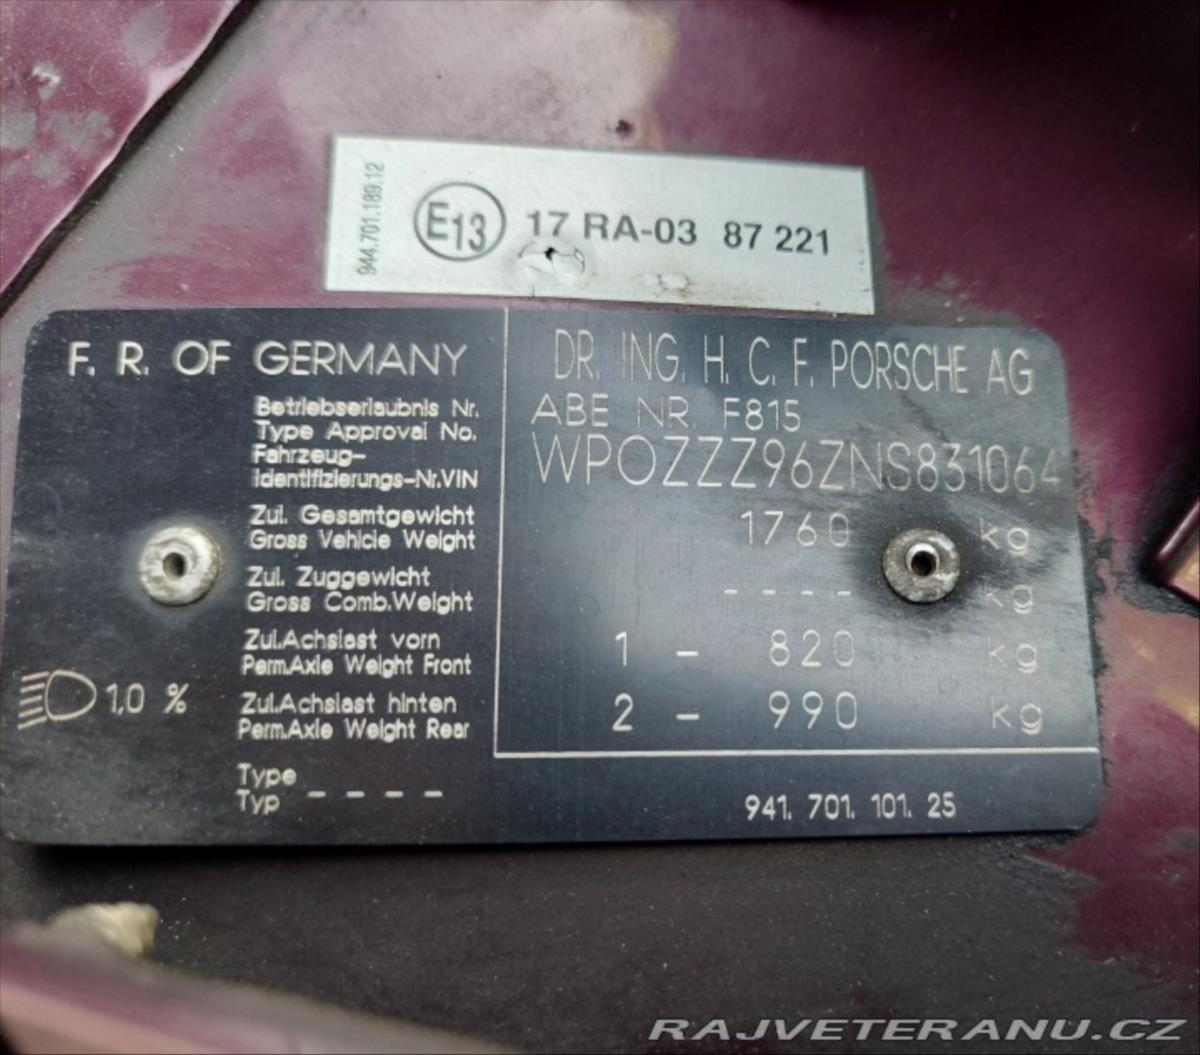 944.701.189.12
E13 17 RA-03 87 221
F. R. OF GERMANY
DR. ING. H. C. F. PORSCHE AG
Betriebserlaubnis Nr.
Type Approval No.
ABE NR. F815
Fahrzeug-
Identifizierungs-Nr.VIN
WPOZZZ96ZNS831064
Zul. Gesamtgewicht
Gross Vehicle Weight
1760 kg
Zul. Zuggewicht
Gross Comb.Weight
- - - - kg
Zul.Achslast vorn
Perm.Axle Weight Front
1 - 820 kg
Zul.Achslast hinten
Perm.Axle Weight Rear
2 - 990 kg
1,0 %
Type
Typ - - - -
941. 701. 101. 25
RAJVETERANU.CZ